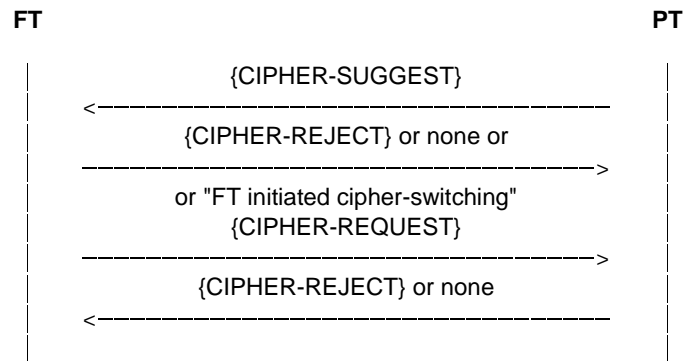 FT PT
{CIPHER-SUGGEST}
{CIPHER-REJECT} or none or
or "FT initiated cipher-switching"
{CIPHER-REQUEST}
{CIPHER-REJECT} or none